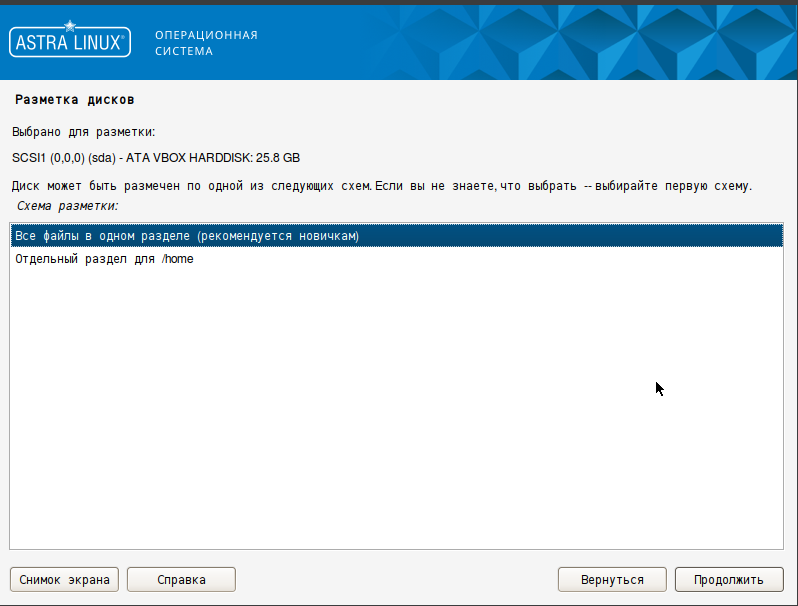 ASTRA LINUX®
ОПЕРАЦИОННАЯ
СИСТЕМА
Разметка дисков
Выбрано для разметки:
SCSI1 (0,0,0) (sda) - ATA VBOX HARDDISK: 25.8 GB
Диск может быть размечен по одной из следующих схем. Если вы не знаете, что выбрать -- выбирайте первую схему.
Схема разметки:
Все файлы в одном разделе (рекомендуется новичкам)
Отдельный раздел для /home
Снимок экрана
Справка
Вернуться
Продолжить